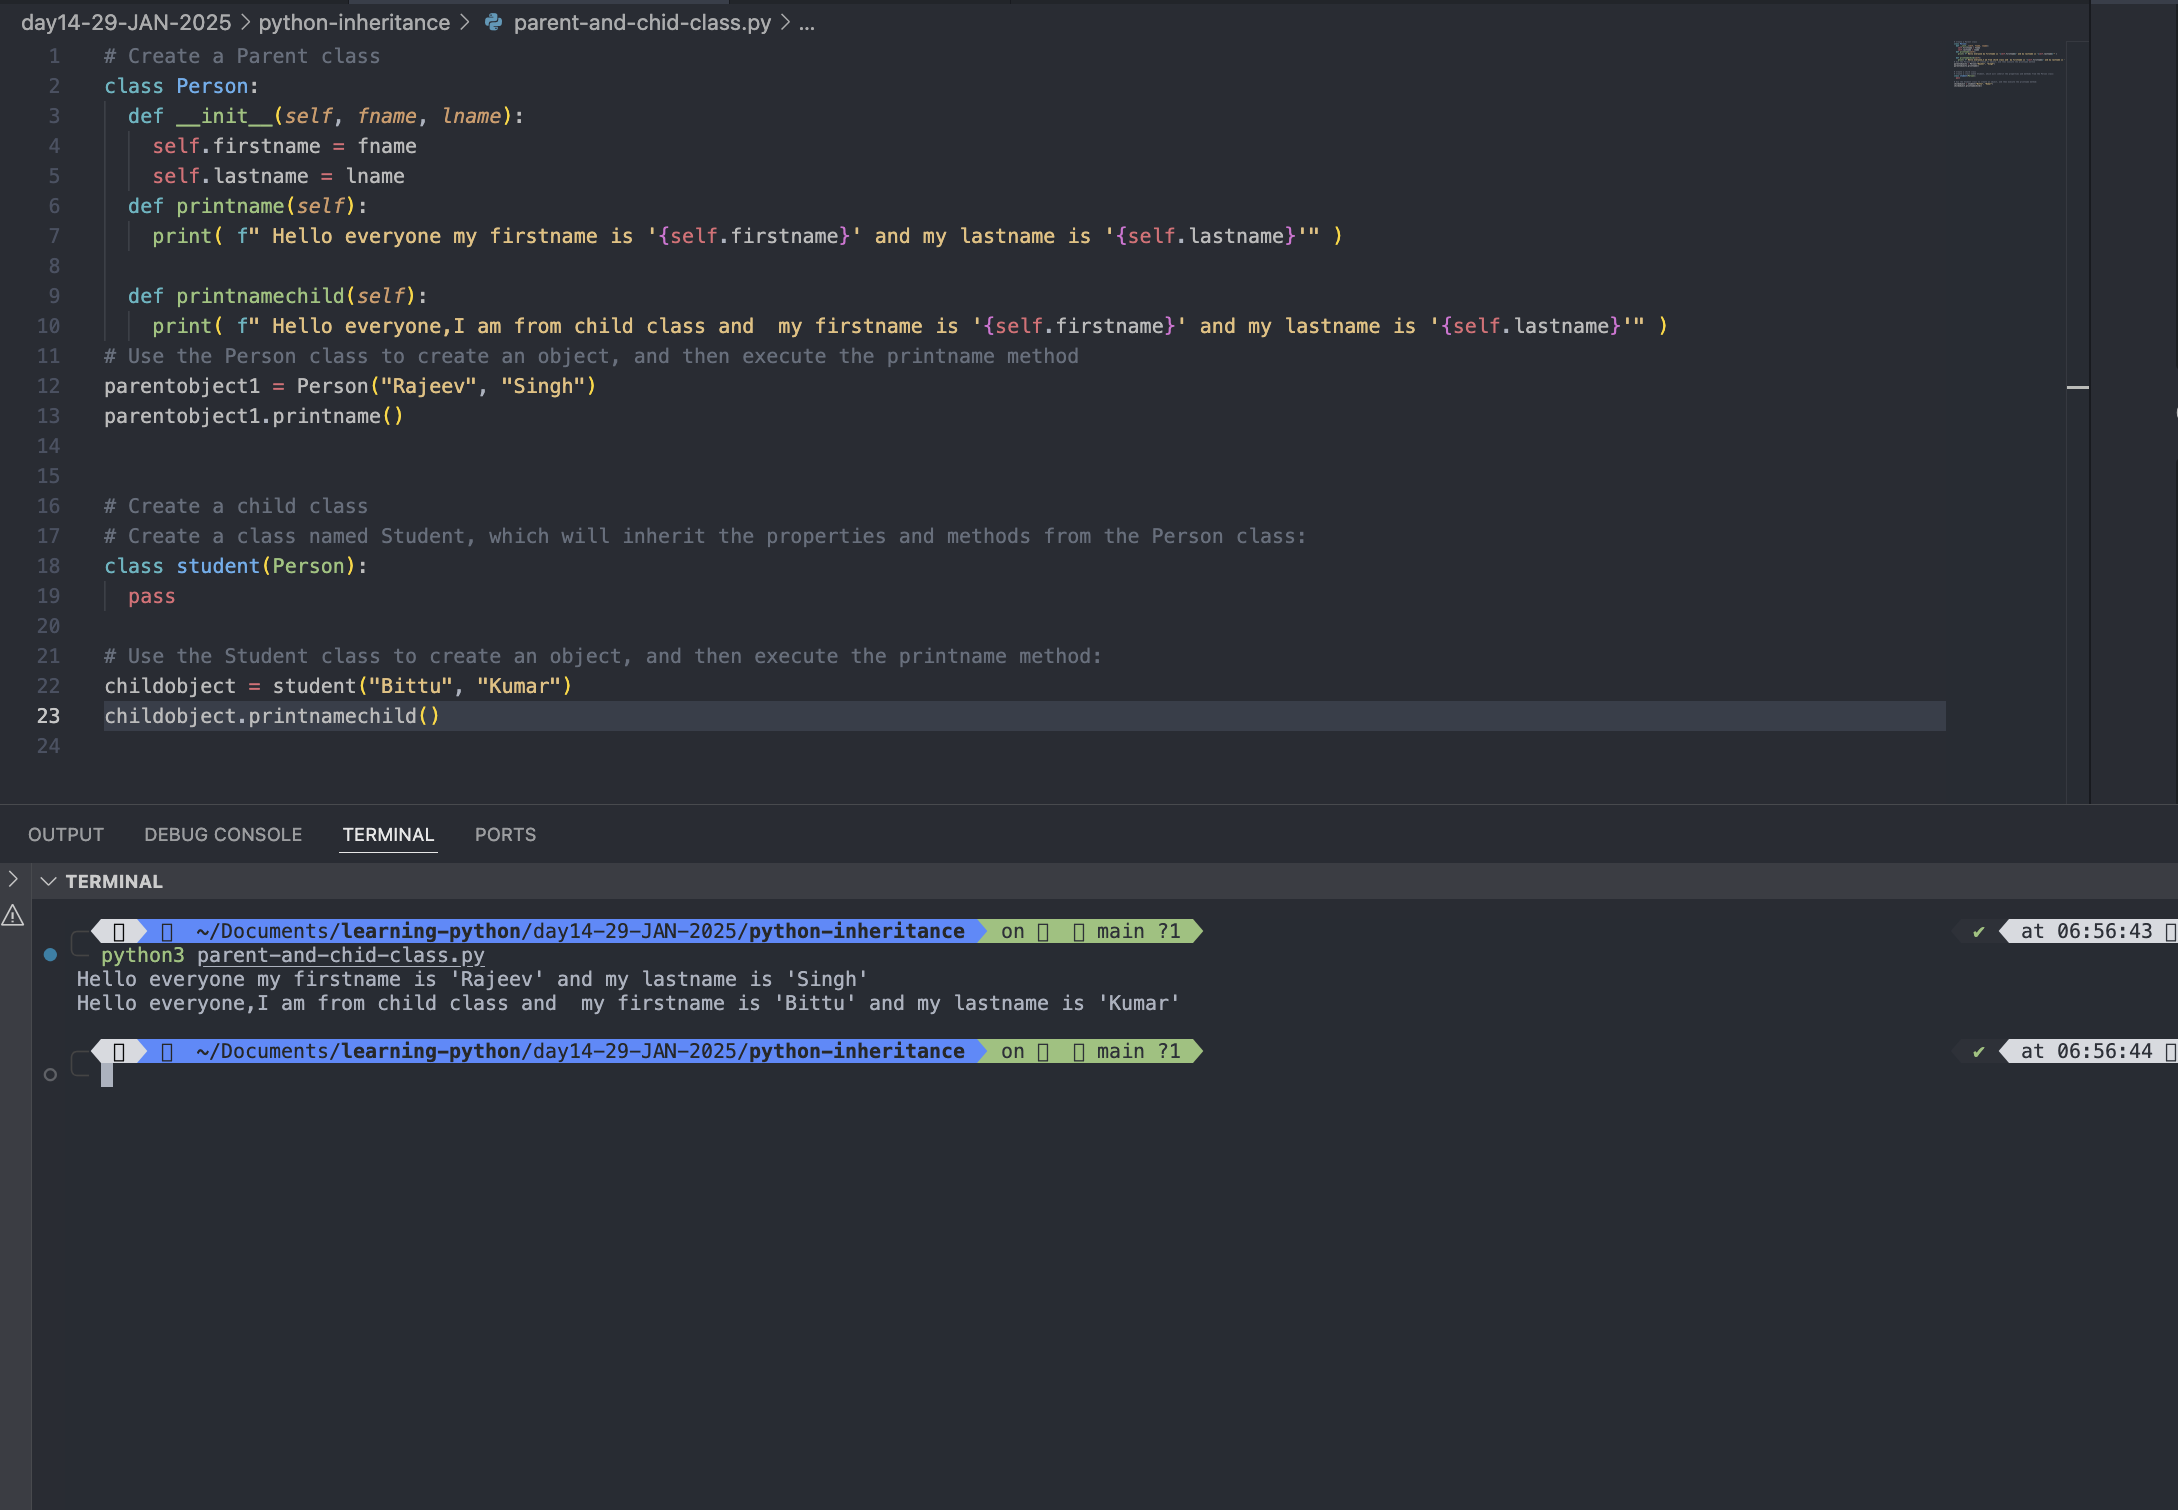 day14-29-JAN-2025 > python-inheritance > parent-and-chid-class.py > ...
1 # Create a Parent class
2 class Person:
3   def __init__(self, fname, lname):
4     self.firstname = fname
5     self.lastname = lname
6   def printname(self):
7     print( f" Hello everyone my firstname is '{self.firstname}' and my lastname is '{self.lastname}'" )
8
9   def printnamechild(self):
10     print( f" Hello everyone,I am from child class and  my firstname is '{self.firstname}' and my lastname is '{self.lastname}'" )
11 # Use the Person class to create an object, and then execute the printname method
12 parentobject1 = Person("Rajeev", "Singh")
13 parentobject1.printname()
14
15
16 # Create a child class
17 # Create a class named Student, which will inherit the properties and methods from the Person class:
18 class student(Person):
19   pass
20
21 # Use the Student class to create an object, and then execute the printname method:
22 childobject = student("Bittu", "Kumar")
23 childobject.printnamechild()
24
OUTPUT DEBUG CONSOLE TERMINAL PORTS
TERMINAL
~/Documents/learning-python/day14-29-JAN-2025/python-inheritance on main ?1 ✔ at 06:56:43
python3 parent-and-chid-class.py
Hello everyone my firstname is 'Rajeev' and my lastname is 'Singh'
Hello everyone,I am from child class and  my firstname is 'Bittu' and my lastname is 'Kumar'
~/Documents/learning-python/day14-29-JAN-2025/python-inheritance on main ?1 ✔ at 06:56:44